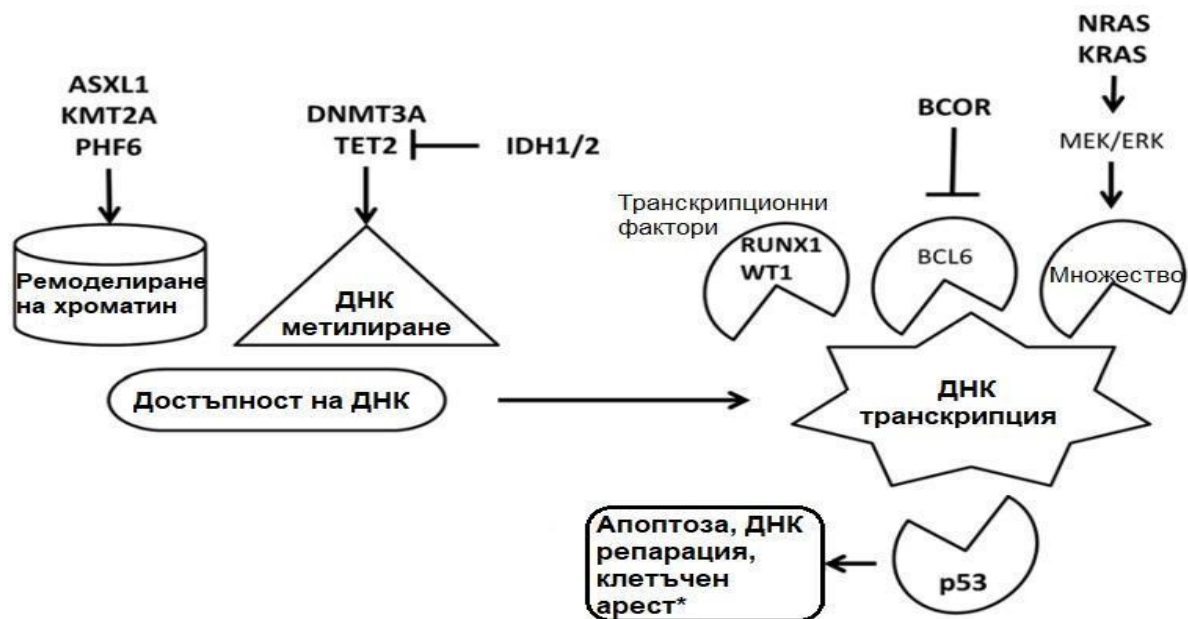 ASXL1
KMT2A
PHF6
Ремоделиране
на хроматин
DNMT3A
TET2
IDH1/2
ДНК
метилиране
Достъпност на ДНК
Транскрипционни
фактори
RUNX1
WT1
BCOR
BCL6
NRAS
KRAS
MEK/ERK
Множество
ДНК
транскрипция
p53
Апоптоза, ДНК
репарация,
клетъчен
арест*